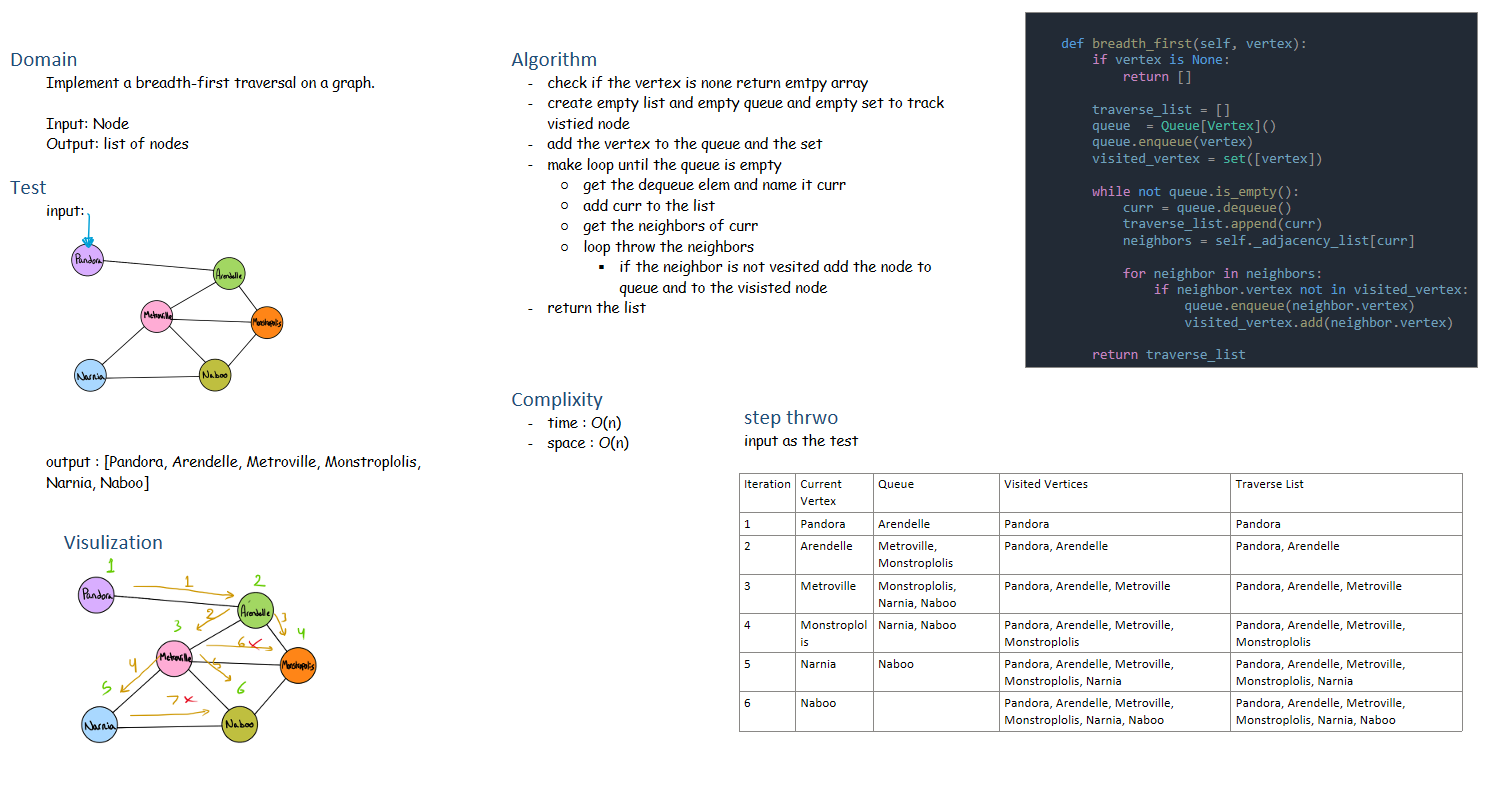 Domain
Implement a breadth-first traversal on a graph.
Input: Node
Output: list of nodes
Test
input:
Pandora
Arendelle
Metroville
Monstropolis
Narnia
Naboo
output : [Pandora, Arendelle, Metroville, Monstroplolis,
Narnia, Naboo]
Visulization
1
Pandora
1
2
Arendelle
2
3
3
4
6 x
Metroville
Monstropolis
4
5
5
6
7 x
Narnia
Naboo
Algorithm
- check if the vertex is none return emtpy array
- create empty list and empty queue and empty set to track
vistied node
- add the vertex to the queue and the set
- make loop until the queue is empty
o get the dequeue elem and name it curr
o add curr to the list
o get the neighbors of curr
o loop throw the neighbors
▪ if the neighbor is not vesited add the node to
queue and to the visisted node
- return the list
Complixity
- time : O(n)
- space : O(n)
def breadth_first(self, vertex):
if vertex is None:
return []
traverse_list = []
queue  = Queue[Vertex]()
queue.enqueue(vertex)
visited_vertex = set([vertex])
while not queue.is_empty():
curr = queue.dequeue()
traverse_list.append(curr)
neighbors = self._adjacency_list[curr]
for neighbor in neighbors:
if neighbor.vertex not in visited_vertex:
queue.enqueue(neighbor.vertex)
visited_vertex.add(neighbor.vertex)
return traverse_list
step thrwo
input as the test
Iteration
Current
Vertex
Queue
Visited Vertices
Traverse List
1
Pandora
Arendelle
Pandora
Pandora
2
Arendelle
Metroville,
Monstroplolis
Pandora, Arendelle
Pandora, Arendelle
3
Metroville
Monstroplolis,
Narnia, Naboo
Pandora, Arendelle, Metroville
Pandora, Arendelle, Metroville
4
Monstroplol
is
Narnia, Naboo
Pandora, Arendelle, Metroville,
Monstroplolis
Pandora, Arendelle, Metroville,
Monstroplolis
5
Narnia
Naboo
Pandora, Arendelle, Metroville,
Monstroplolis, Narnia
Pandora, Arendelle, Metroville,
Monstroplolis, Narnia
6
Naboo
Pandora, Arendelle, Metroville,
Monstroplolis, Narnia, Naboo
Pandora, Arendelle, Metroville,
Monstroplolis, Narnia, Naboo